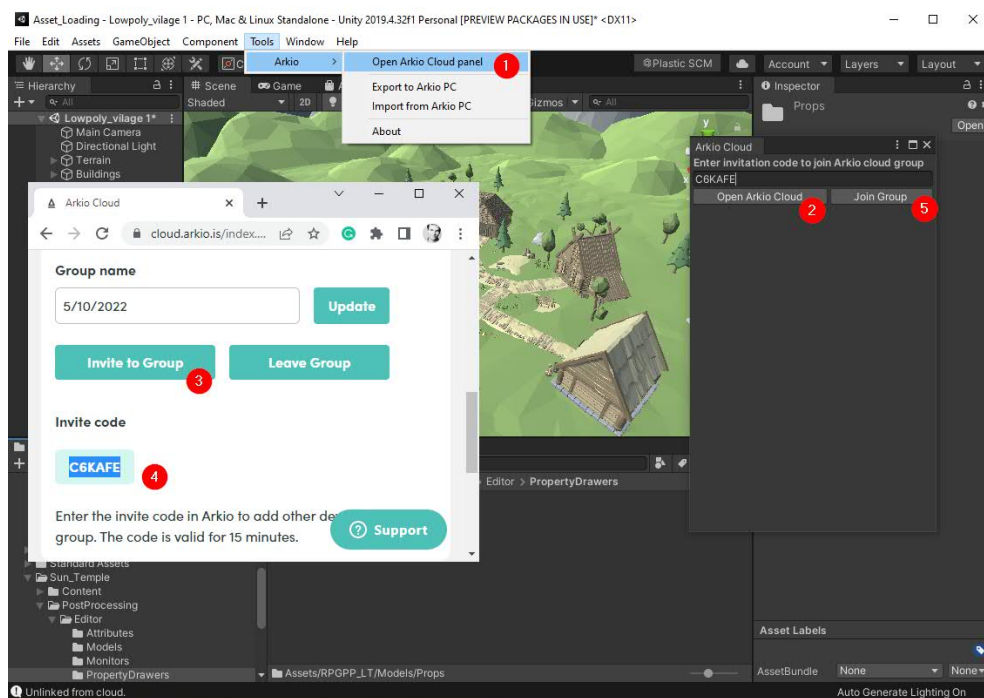 Asset_Loading - Lowpoly_vilage 1 - PC, Mac & Linux Standalone - Unity 2019.4.32f1 Personal [PREVIEW PACKAGES IN USE]* <DX11>
File Edit Assets GameObject Component Tools Window Help
Arkio
Open Arkio Cloud panel
1
Export to Arkio PC
Import from Arkio PC
About
Plastic SCM
Account
Layers
Layout
Hierarchy
All
Lowpoly_vilage 1*
Main Camera
Directional Light
Terrain
Buildings
# Scene
Game
Shaded
2D
Gizmos
All
Inspector
Props
Open
Arkio Cloud
Enter invitation code to join Arkio cloud group
C6KAFE
Open Arkio Cloud
2
Join Group
5
Arkio Cloud
cloud.arkio.is/index....
Group name
5/10/2022
Update
Invite to Group
3
Leave Group
Invite code
C6KAFE
4
Enter the invite code in Arkio to add other de
group. The code is valid for 15 minutes.
Support
Editor > PropertyDrawers
Standard Assets
Sun_Temple
Content
PostProcessing
Editor
Attributes
Models
Monitors
PropertyDrawers
Assets/RPGPP_LT/Models/Props
Asset Labels
AssetBundle
None
None
Unlinked from cloud.
Auto Generate Lighting On